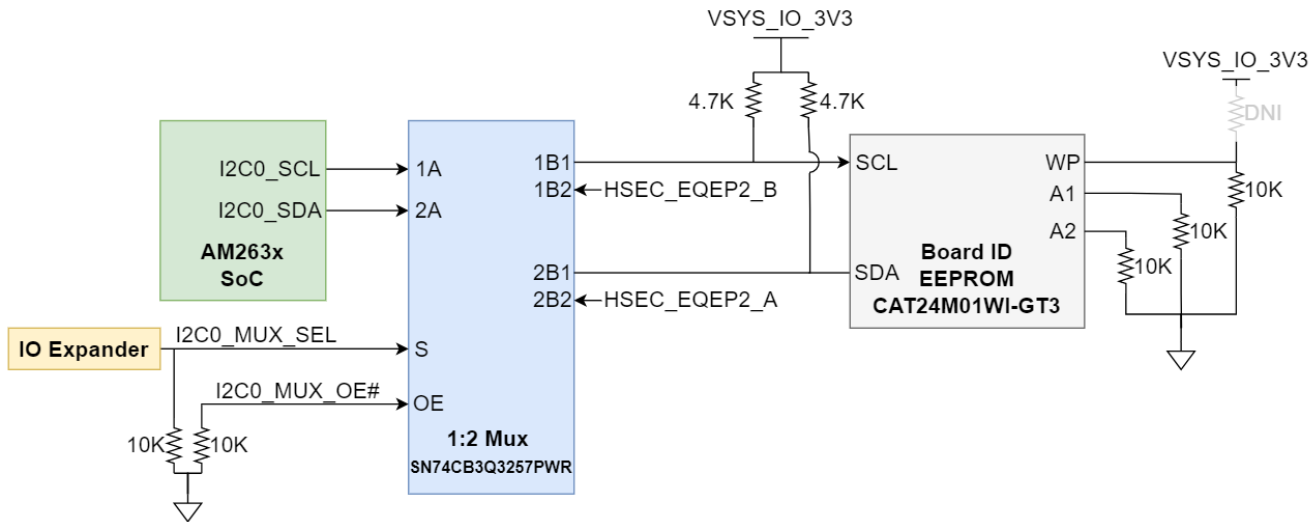 VSYS_IO_3V3
VSYS_IO_3V3
4.7K
4.7K
DNI
I2C0_SCL
I2C0_SDA
AM263x
SoC
1A
2A
1B1
1B2
HSEC_EQEP2_B
2B1
2B2
HSEC_EQEP2_A
S
OE
1:2 Mux
SN74CB3Q3257PWR
SCL
SDA
WP
A1
A2
Board ID
EEPROM
CAT24M01WI-GT3
10K
10K
10K
IO Expander
I2C0_MUX_SEL
I2C0_MUX_OE#
10K
10K